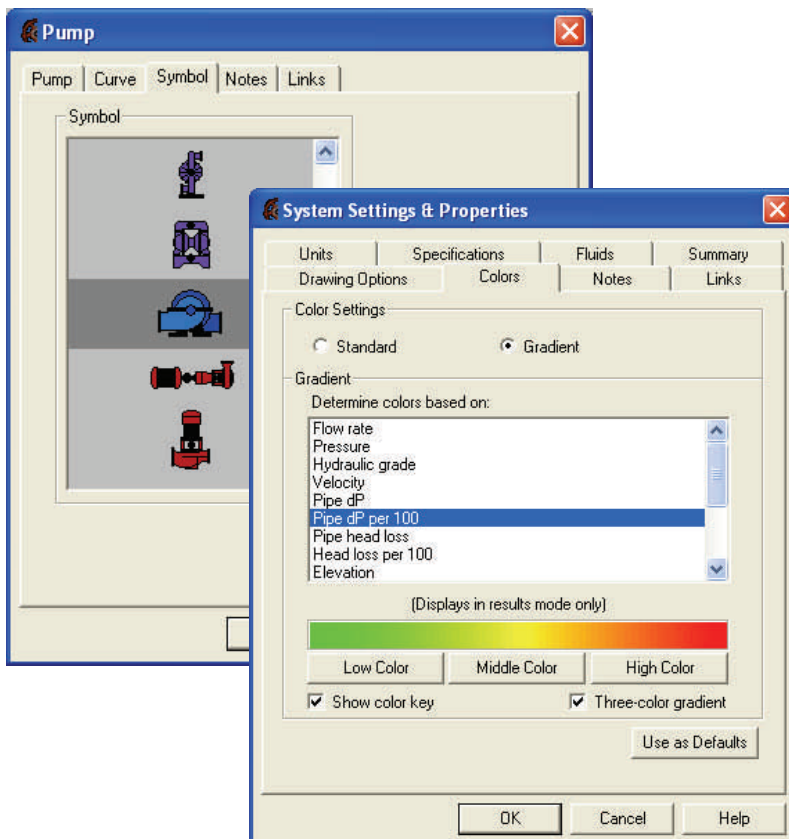 Pump
Pump Curve Symbol Notes Links
Symbol
System Settings & Properties
Units Specifications Fluids Summary
Drawing Options Colors Notes Links
Color Settings
Standard Gradient
Gradient
Determine colors based on:
Flow rate
Pressure
Hydraulic grade
Velocity
Pipe dP
Pipe dP per 100
Pipe head loss
Head loss per 100
Elevation
(Displays in results mode only)
Low Color Middle Color High Color
Show color key Three-color gradient
Use as Defaults
OK Cancel Help